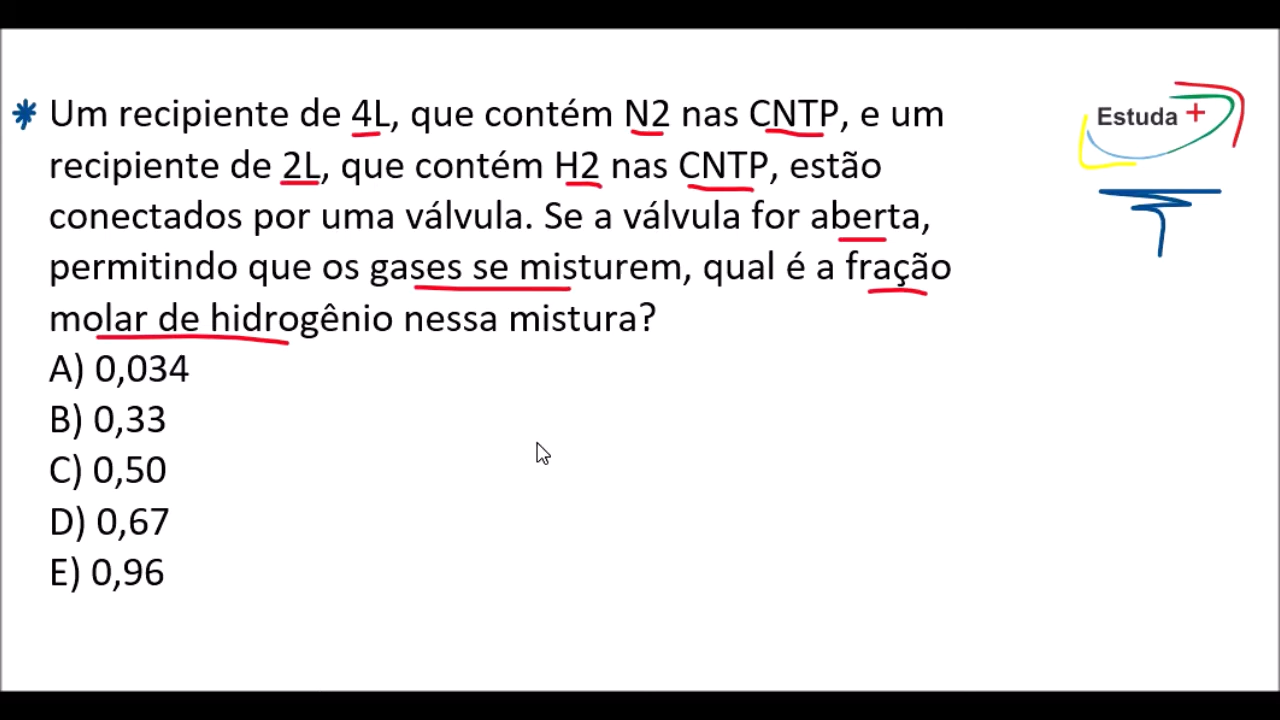 * Um recipiente de 4L, que contém N2 nas CNTP, e um
recipiente de 2L, que contém H2 nas CNTP, estão
conectados por uma válvula. Se a válvula for aberta,
permitindo que os gases se misturem, qual é a fração
molar de hidrogênio nessa mistura?
A) 0,034
B) 0,33
C) 0,50
D) 0,67
E) 0,96
Estuda +